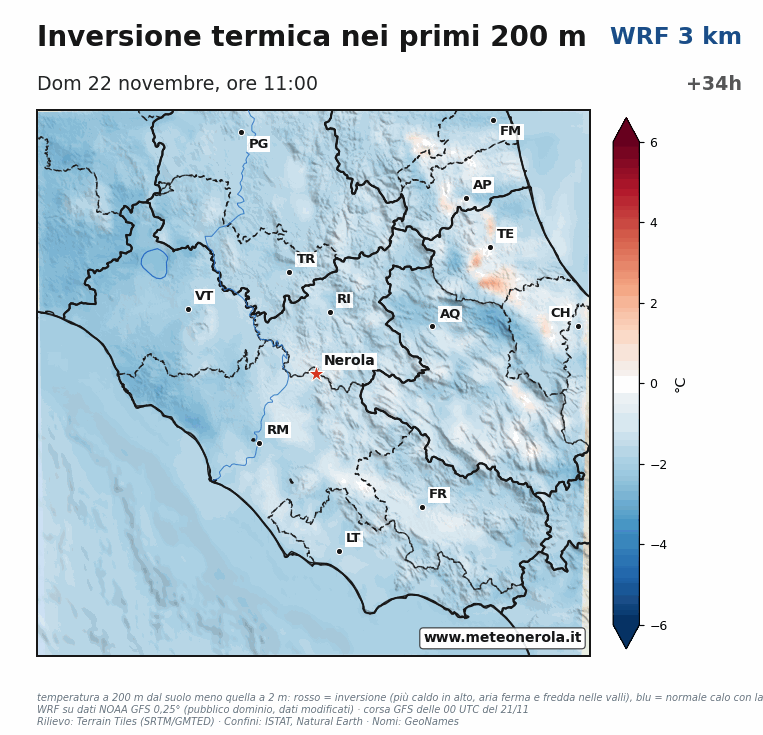 Inversione termica nei primi 200 m WRF 3 km
Dom 22 novembre, ore 11:00 +34h
FM
PG
AP
TE
TR
VT
RI
AQ
CH
Nerola
RM
FR
LT
www.meteonerola.it
6
4
2
0
−2
−4
−6
°C
temperatura a 200 m dal suolo meno quella a 2 m: rosso = inversione (più caldo in alto, aria ferma e fredda nelle valli), blu = normale calo con la
WRF su dati NOAA GFS 0,25° (pubblico dominio, dati modificati) · corsa GFS delle 00 UTC del 21/11
Rilievo: Terrain Tiles (SRTM/GMTED) · Confini: ISTAT, Natural Earth · Nomi: GeoNames